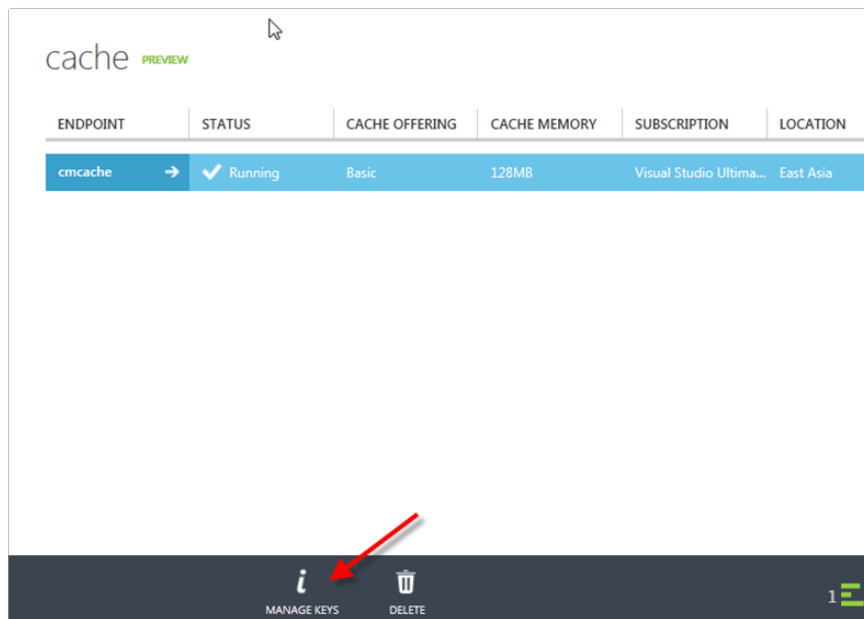 cache PREVIEW
ENDPOINT STATUS CACHE OFFERING CACHE MEMORY SUBSCRIPTION LOCATION
cmcache Running Basic 128MB Visual Studio Ultima... East Asia
MANAGE KEYS DELETE 1